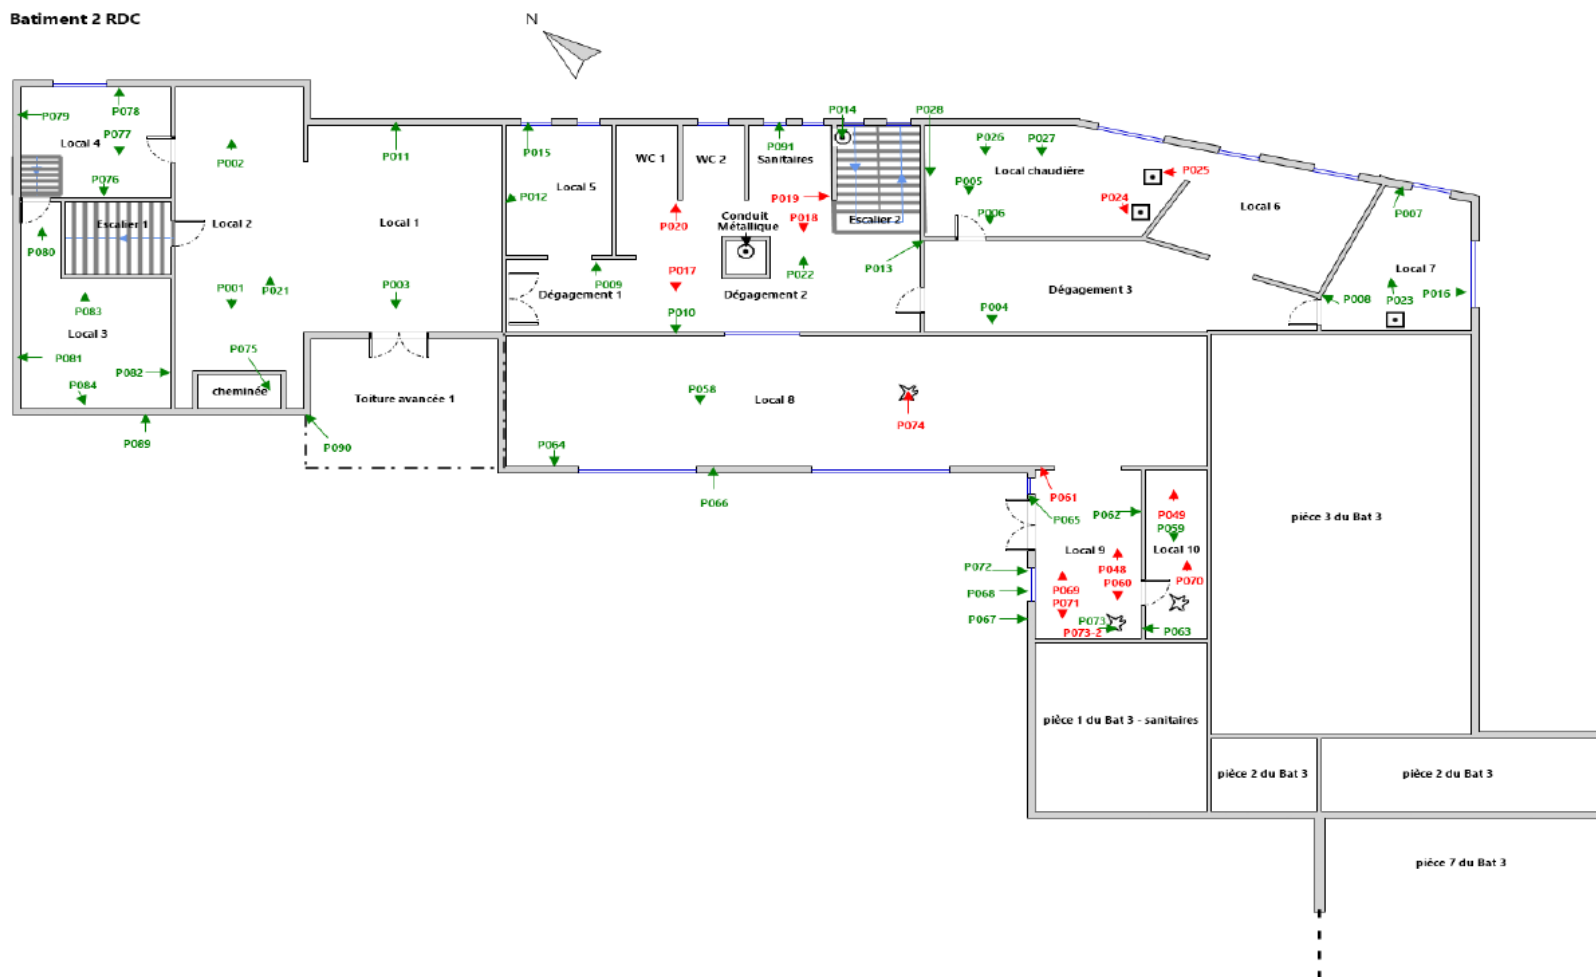 Batiment 2 RDC
N
P079
P078
P077
Local 4
P076
P002
P011
P015
WC 1
WC 2
P091
Sanitaires
P014
P028
P026
P027
Local chaudière
P025
P005
P024
P006
P012
Local 5
P019
P018
P020
Conduit
Métallique
Escalier 2
Escalier 1
Local 2
Local 1
P080
P013
Local 6
P007
Local 7
P008
P023
P016
P001
P021
P003
P017
P009
P022
Dégagement 1
Dégagement 2
P010
Dégagement 3
P004
P083
Local 3
P081
P082
P084
P075
cheminée
P089
P090
Toiture avancée 1
P058
Local 8
P074
P064
P066
P061
P065
P062
P049
P059
Local 9
Local 10
P048
P060
P070
P072
P068
P067
P069
P071
P073
P073-2
P063
pièce 3 du Bat 3
pièce 1 du Bat 3 - sanitaires
pièce 2 du Bat 3
pièce 2 du Bat 3
pièce 7 du Bat 3